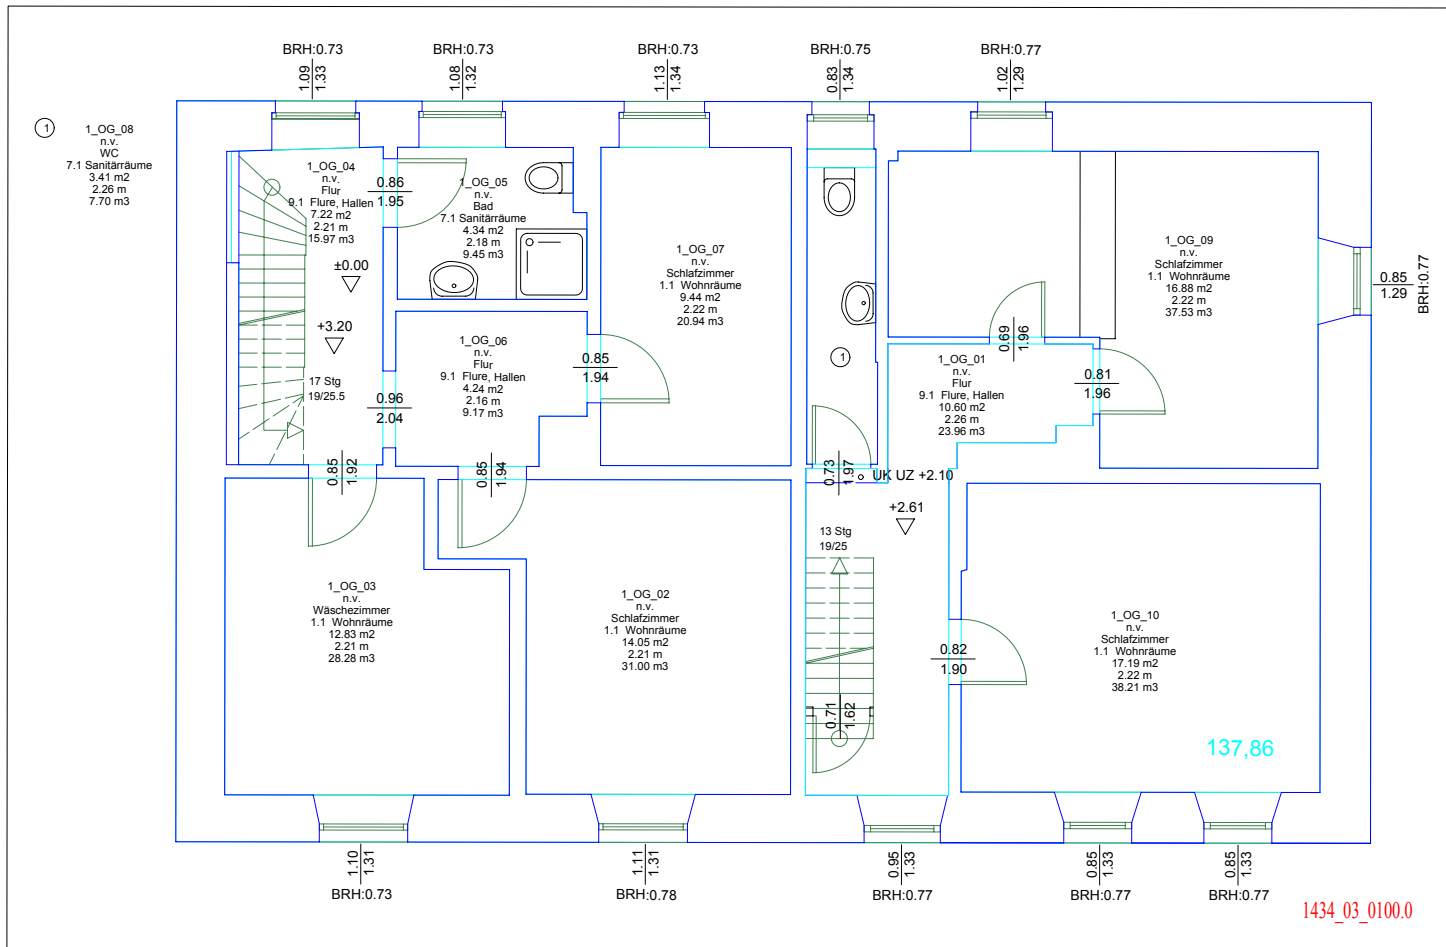 BRH:0.73
1.09
1.33
BRH:0.73
1.08
1.32
BRH:0.73
1.13
1.34
BRH:0.75
0.83
1.34
BRH:0.77
1.02
1.29
1
1_OG_08
n.v.
WC
7.1 Sanitärräume
3.41 m2
2.26 m
7.70 m3
1_OG_04
n.v.
Flur
9.1 Flure, Hallen
7.22 m2
2.21 m
15.97 m3
±0.00
+3.20
17 Stg
19/25.5
0.86
1.95
1_OG_05
n.v.
Bad
7.1 Sanitärräume
4.34 m2
2.18 m
9.45 m3
1_OG_07
n.v.
Schlafzimmer
1.1 Wohnräume
9.44 m2
2.22 m
20.94 m3
1_OG_09
n.v.
Schlafzimmer
1.1 Wohnräume
16.88 m2
2.22 m
37.53 m3
0.85
1.29
BRH:0.77
1_OG_06
n.v.
Flur
9.1 Flure, Hallen
4.24 m2
2.16 m
9.17 m3
0.85
1.94
0.96
2.04
1
0.69
1.96
1_OG_01
n.v.
Flur
9.1 Flure, Hallen
10.60 m2
2.26 m
23.96 m3
0.81
1.96
0.85
1.92
0.85
1.94
0.73
1.97
UK UZ +2.10
+2.61
13 Stg
19/25
1_OG_03
n.v.
Wäschezimmer
1.1 Wohnräume
12.83 m2
2.21 m
28.28 m3
1_OG_02
n.v.
Schlafzimmer
1.1 Wohnräume
14.05 m2
2.21 m
31.00 m3
0.82
1.90
1_OG_10
n.v.
Schlafzimmer
1.1 Wohnräume
17.19 m2
2.22 m
38.21 m3
0.71
1.62
137,86
1.10
1.31
BRH:0.73
1.11
1.31
BRH:0.78
0.95
1.33
BRH:0.77
0.85
1.33
BRH:0.77
0.85
1.33
BRH:0.77
1434_03_0100.0